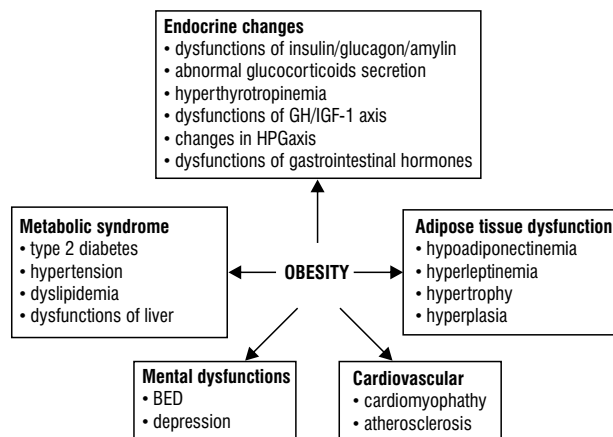 Endocrine changes
• dysfunctions of insulin/glucagon/amylin
• abnormal glucocorticoids secretion
• hyperthyrotropinemia
• dysfunctions of GH/IGF-1 axis
• changes in HPGaxis
• dysfunctions of gastrointestinal hormones
Metabolic syndrome
• type 2 diabetes
• hypertension
• dyslipidemia
• dysfunctions of liver
OBESITY
Adipose tissue dysfunction
• hypoadiponectinemia
• hyperleptinemia
• hypertrophy
• hyperplasia
Mental dysfunctions
• BED
• depression
Cardiovascular
• cardiomyophathy
• atherosclerosis